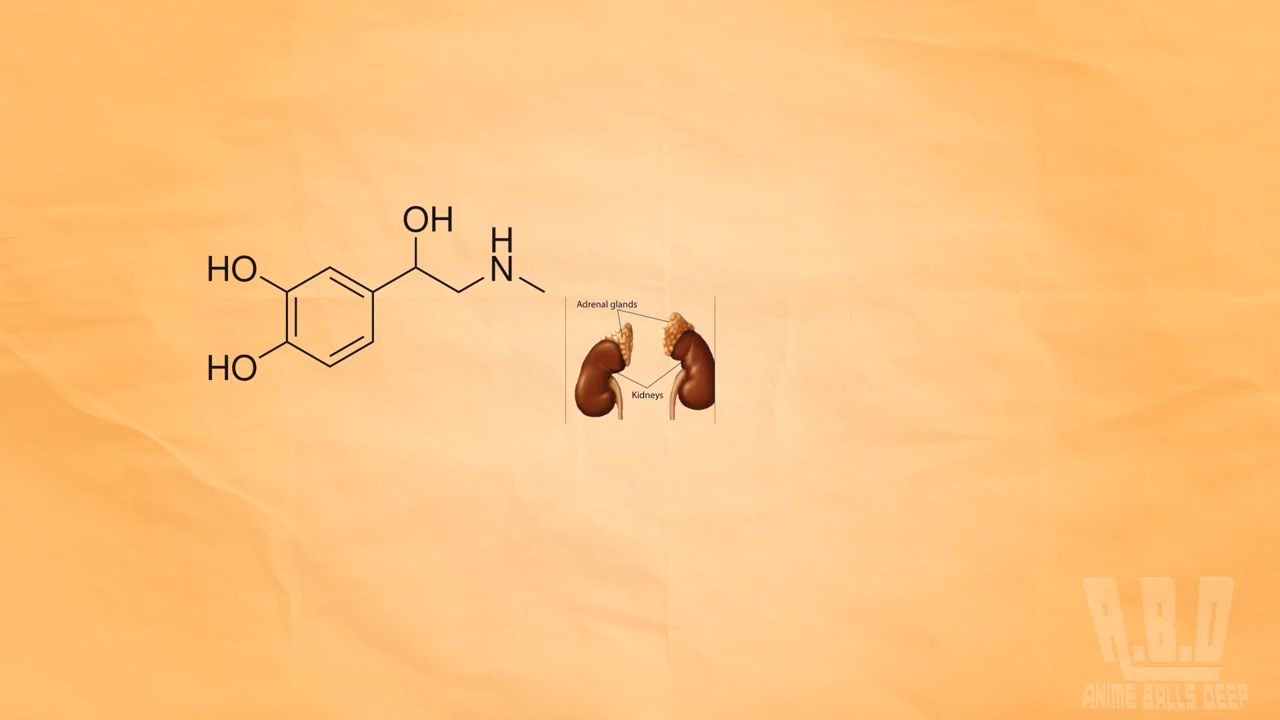 OH
H
N
HO
HO
Adrenal glands
Kidneys
A.B.D
ANIME BALLS DEEP